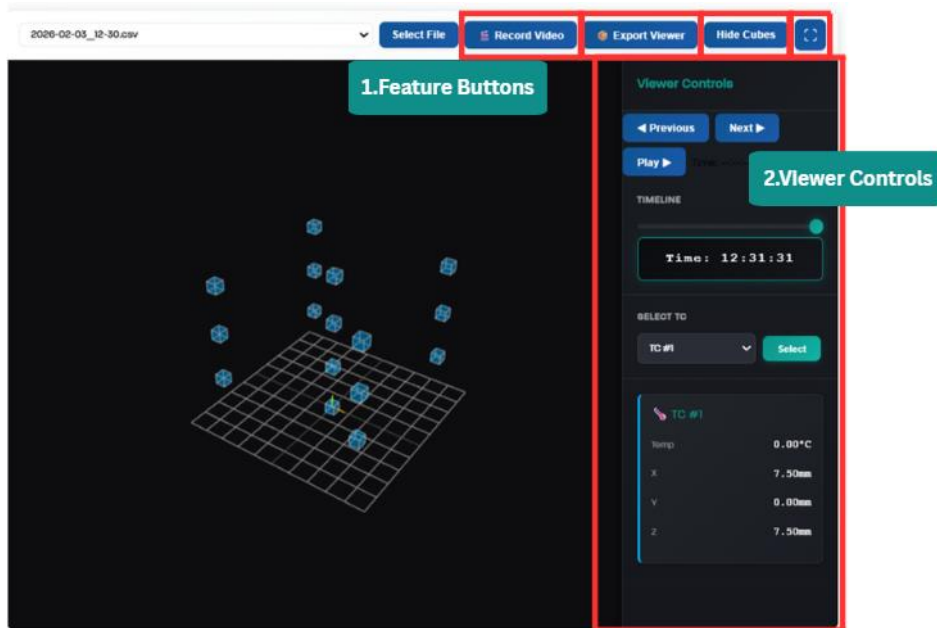 2026-02-03_12-30.csv
Select File
Record Video
Export Viewer
Hide Cubes
1.Feature Buttons
Viewer Controls
◀ Previous
Next ▶
Play ▶
2.Viewer Controls
TIMELINE
Time: 12:31:31
SELECT TC
TC #1
Select
TC #1
Temp 0.00°C
X 7.50mm
Y 0.00mm
Z 7.50mm